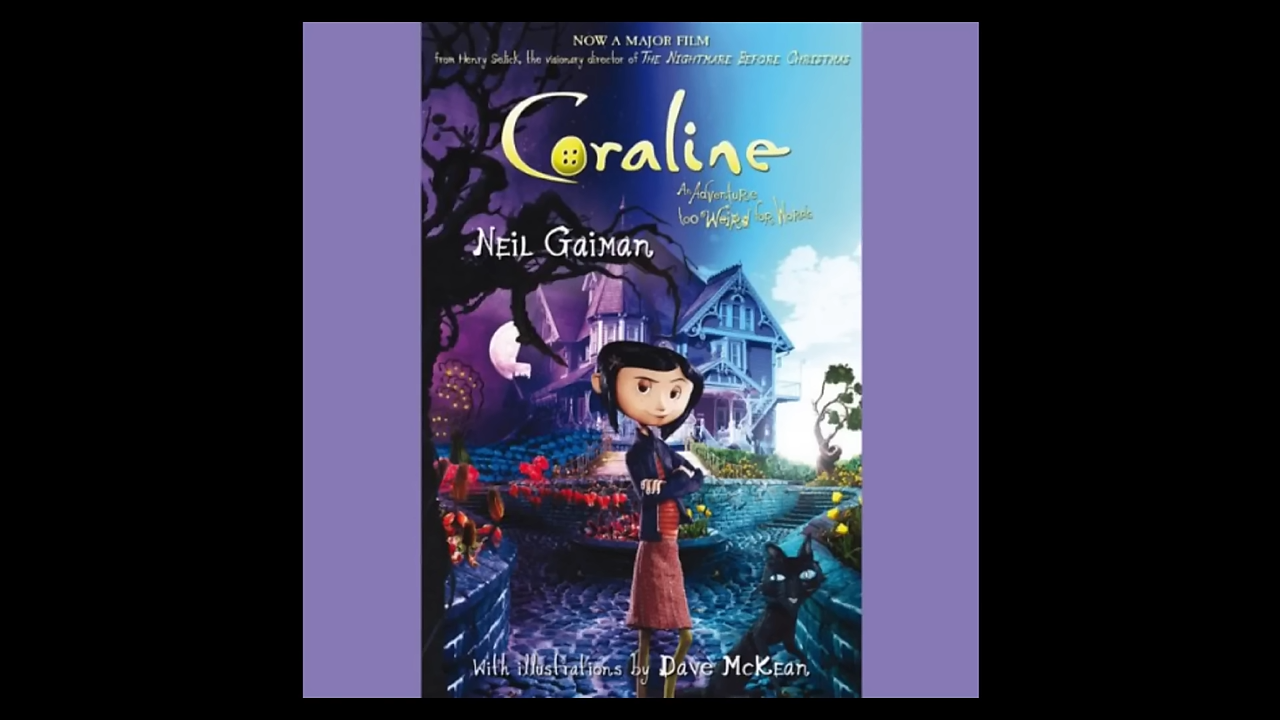 NOW A MAJOR FILM
from Henry Selick, the visionary director of THE NIGHTMARE BEFORE CHRISTMAS
Coraline
An Adventure
too Weird for Words
NEIL GAIMAN
With illustrations by DAVE McKEAN